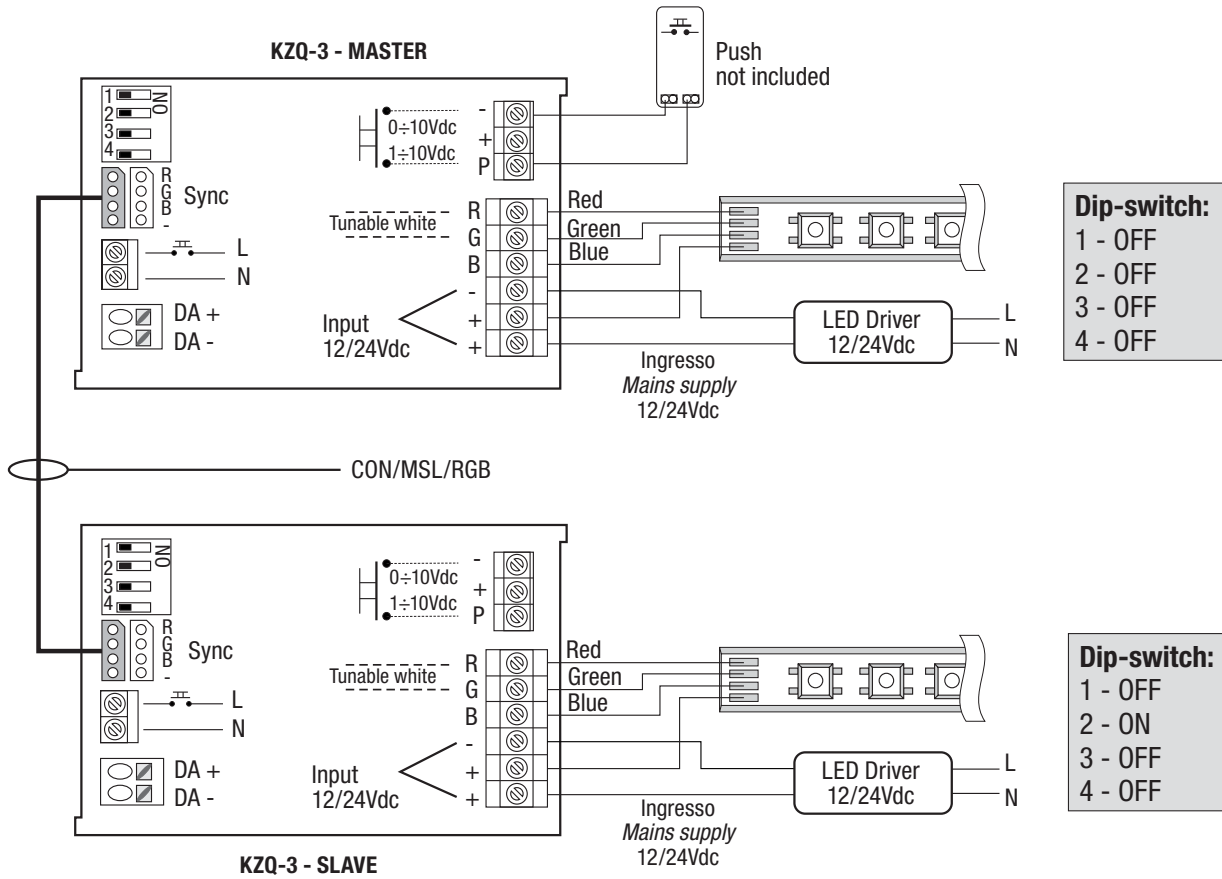 KZQ-3 - MASTER
Push
not included
1
2
3
4
ON
0÷10Vdc
1÷10Vdc
-
+
P
R
G
B
-
Sync
L
N
DA +
DA -
Tunable white
R
G
B
-
+
+
Red
Green
Blue
Input
12/24Vdc
LED Driver
12/24Vdc
L
N
Ingresso
Mains supply
12/24Vdc
Dip-switch:
1 - OFF
2 - OFF
3 - OFF
4 - OFF
CON/MSL/RGB
1
2
3
4
ON
0÷10Vdc
1÷10Vdc
-
+
P
R
G
B
-
Sync
L
N
DA +
DA -
Tunable white
R
G
B
-
+
+
Red
Green
Blue
Input
12/24Vdc
LED Driver
12/24Vdc
L
N
Ingresso
Mains supply
12/24Vdc
Dip-switch:
1 - OFF
2 - ON
3 - OFF
4 - OFF
KZQ-3 - SLAVE